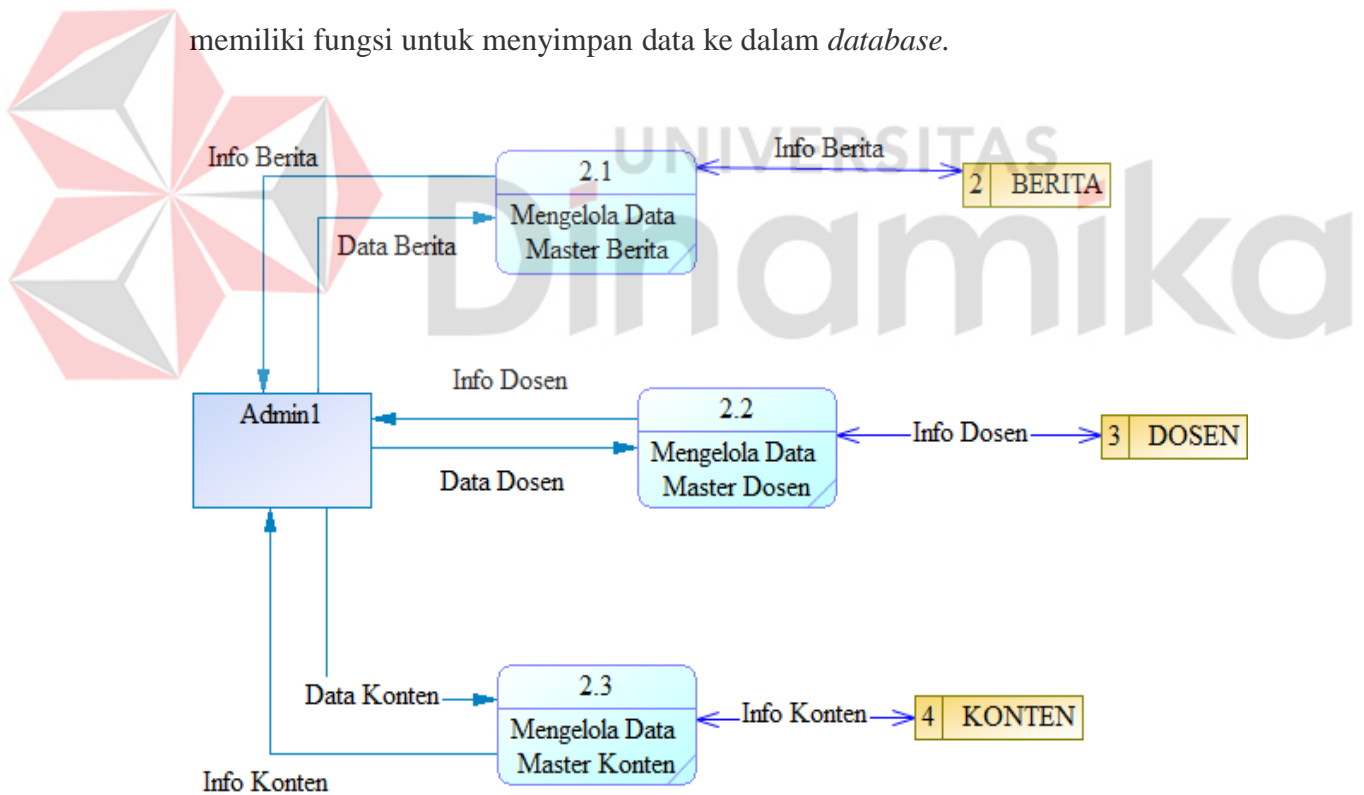 memiliki fungsi untuk menyimpan data ke dalam database.
UNIVERSITAS
Dinamika
Info Berita
2.1
Mengelola Data
Master Berita
Info Berita
2 BERITA
Data Berita
Info Dosen
Admin1
2.2
Mengelola Data
Master Dosen
Info Dosen
3 DOSEN
Data Dosen
Data Konten
2.3
Mengelola Data
Master Konten
Info Konten
4 KONTEN
Info Konten